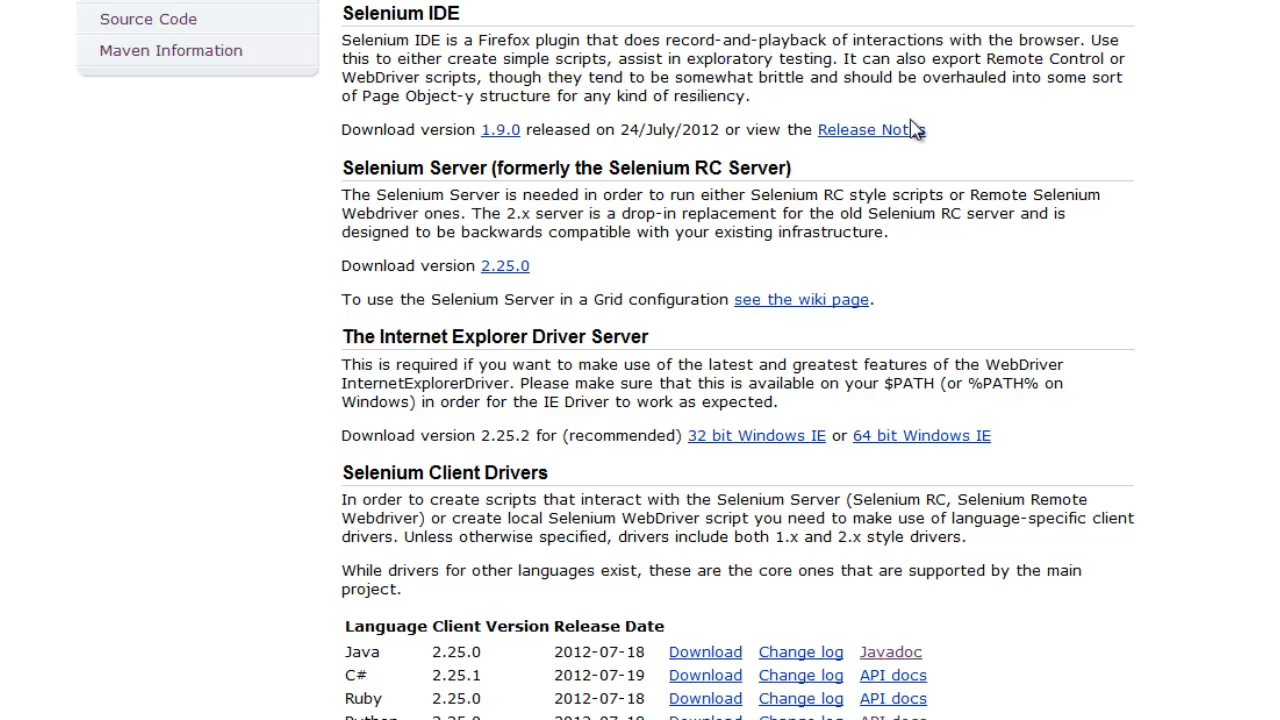 Source Code
Maven Information
Selenium IDE
Selenium IDE is a Firefox plugin that does record-and-playback of interactions with the browser. Use
this to either create simple scripts, assist in exploratory testing. It can also export Remote Control or
WebDriver scripts, though they tend to be somewhat brittle and should be overhauled into some sort
of Page Object-y structure for any kind of resiliency.
Download version 1.9.0 released on 24/July/2012 or view the Release Notes
Selenium Server (formerly the Selenium RC Server)
The Selenium Server is needed in order to run either Selenium RC style scripts or Remote Selenium
Webdriver ones. The 2.x server is a drop-in replacement for the old Selenium RC server and is
designed to be backwards compatible with your existing infrastructure.
Download version 2.25.0
To use the Selenium Server in a Grid configuration see the wiki page.
The Internet Explorer Driver Server
This is required if you want to make use of the latest and greatest features of the WebDriver
InternetExplorerDriver. Please make sure that this is available on your $PATH (or %PATH% on
Windows) in order for the IE Driver to work as expected.
Download version 2.25.2 for (recommended) 32 bit Windows IE or 64 bit Windows IE
Selenium Client Drivers
In order to create scripts that interact with the Selenium Server (Selenium RC, Selenium Remote
Webdriver) or create local Selenium WebDriver script you need to make use of language-specific client
drivers. Unless otherwise specified, drivers include both 1.x and 2.x style drivers.
While drivers for other languages exist, these are the core ones that are supported by the main
project.
Language Client Version Release Date
Java 2.25.0 2012-07-18 Download Change log Javadoc
C# 2.25.1 2012-07-19 Download Change log API docs
Ruby 2.25.0 2012-07-18 Download Change log API docs